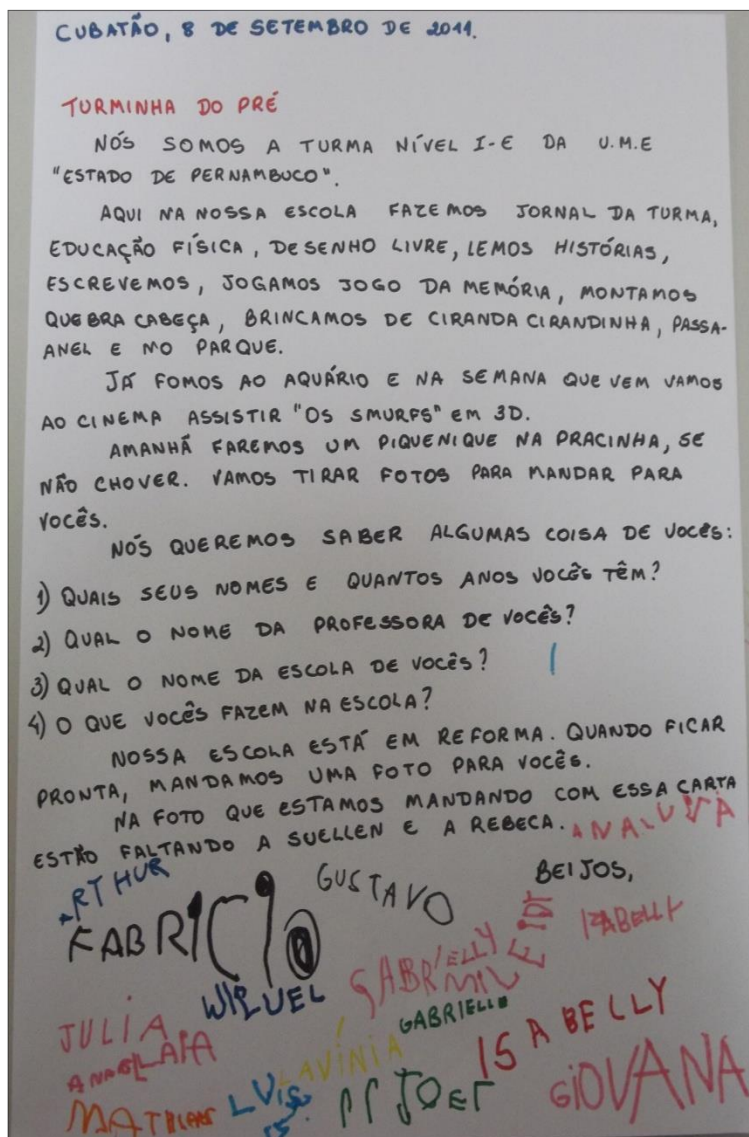 CUBATÃO, 8 DE SETEMBRO DE 2011.
TURMINHA DO PRÉ
NÓS SOMOS A TURMA NÍVEL I-E DA U.M.E
"ESTADO DE PERNAMBUCO".
AQUI NA NOSSA ESCOLA FAZEMOS JORNAL DA TURMA,
EDUCAÇÃO FÍSICA, DESENHO LIVRE, LEMOS HISTÓRIAS,
ESCREVEMOS, JOGAMOS JOGO DA MEMÓRIA, MONTAMOS
QUEBRA CABEÇA, BRINCAMOS DE CIRANDA CIRANDINHA, PASSA-
ANEL E NO PARQUE.
JÁ FOMOS AO AQUÁRIO E NA SEMANA QUE VEM VAMOS
AO CINEMA ASSISTIR "OS SMURFS" EM 3D.
AMANHÃ FAREMOS UM PIQUENIQUE NA PRACINHA, SE
NÃO CHOVER. VAMOS TIRAR FOTOS PARA MANDAR PARA
VOCÊS.
NÓS QUEREMOS SABER ALGUMAS COISA DE VOCÊS:
1) QUAIS SEUS NOMES E QUANTOS ANOS VOCÊS TÊM?
2) QUAL O NOME DA PROFESSORA DE VOCÊS?
3) QUAL O NOME DA ESCOLA DE VOCÊS?
4) O QUE VOCÊS FAZEM NA ESCOLA?
NOSSA ESCOLA ESTÁ EM REFORMA. QUANDO FICAR
PRONTA, MANDAMOS UMA FOTO PARA VOCÊS.
NA FOTO QUE ESTAMOS MANDANDO COM ESSA CARTA
ESTÃO FALTANDO A SUELLEN E A REBECA.
BEIJOS,
ARTHUR
GUSTAVO
FABRICIO
IZABELLY
GABRIELLY
JULIA
GABRIELLE
LAVÍNIA
ISABELLY
GIOVANA